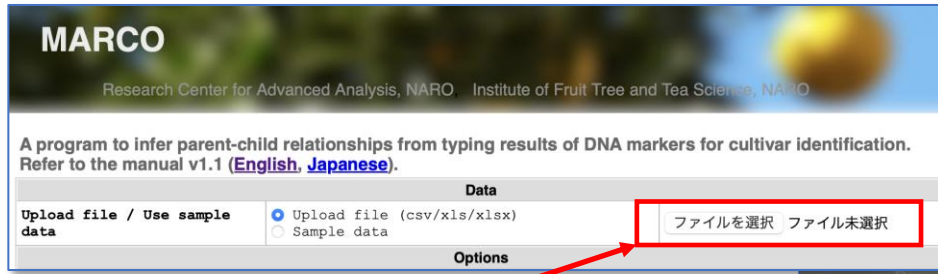 MARCO
Research Center for Advanced Analysis, NARO, Institute of Fruit Tree and Tea Science, NARO
A program to infer parent-child relationships from typing results of DNA markers for cultivar identification.
Refer to the manual v1.1 (English, Japanese).
Data
Upload file / Use sample data
Upload file (csv/xls/xlsx)
Sample data
ファイルを選択 ファイル未選択
Options